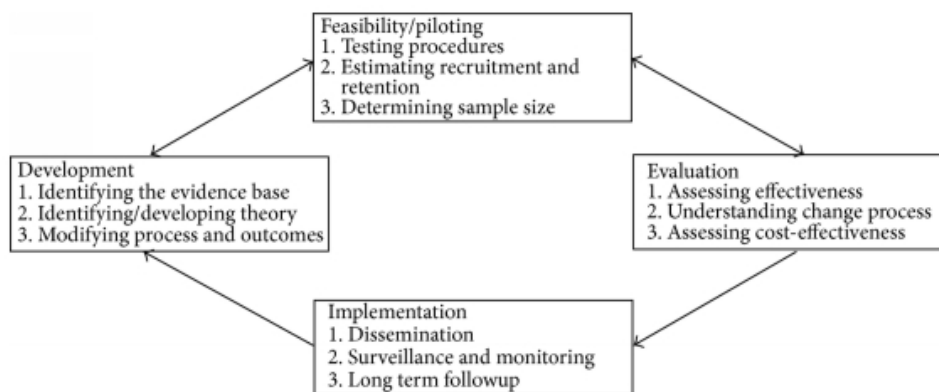 Feasibility/piloting
1. Testing procedures
2. Estimating recruitment and
retention
3. Determining sample size
Development
1. Identifying the evidence base
2. Identifying/developing theory
3. Modifying process and outcomes
Evaluation
1. Assessing effectiveness
2. Understanding change process
3. Assessing cost-effectiveness
Implementation
1. Dissemination
2. Surveillance and monitoring
3. Long term followup